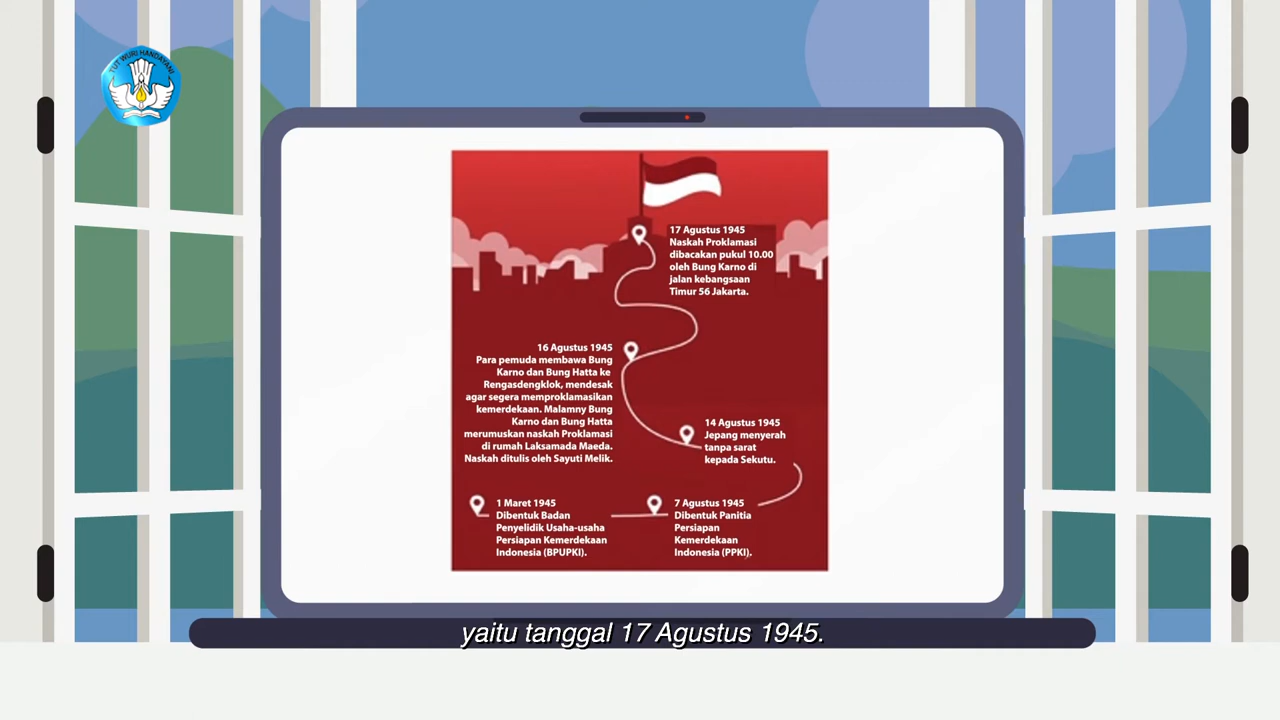 TUT WURI HANDAYANI
17 Agustus 1945
Naskah Proklamasi
dibacakan pukul 10.00
oleh Bung Karno di
jalan kebangsaan
Timur 56 Jakarta.
16 Agustus 1945
Para pemuda membawa Bung
Karno dan Bung Hatta ke
Rengasdengklok, mendesak
agar segera memproklamasikan
kemerdekaan. Malamny Bung
Karno dan Bung Hatta
merumuskan naskah Proklamasi
di rumah Laksamada Maeda.
Naskah ditulis oleh Sayuti Melik.
14 Agustus 1945
Jepang menyerah
tanpa sarat
kepada Sekutu.
1 Maret 1945
Dibentuk Badan
Penyelidik Usaha-usaha
Persiapan Kemerdekaan
Indonesia (BPUPKI).
7 Agustus 1945
Dibentuk Panitia
Persiapan
Kemerdekaan
Indonesia (PPKI).
yaitu tanggal 17 Agustus 1945.